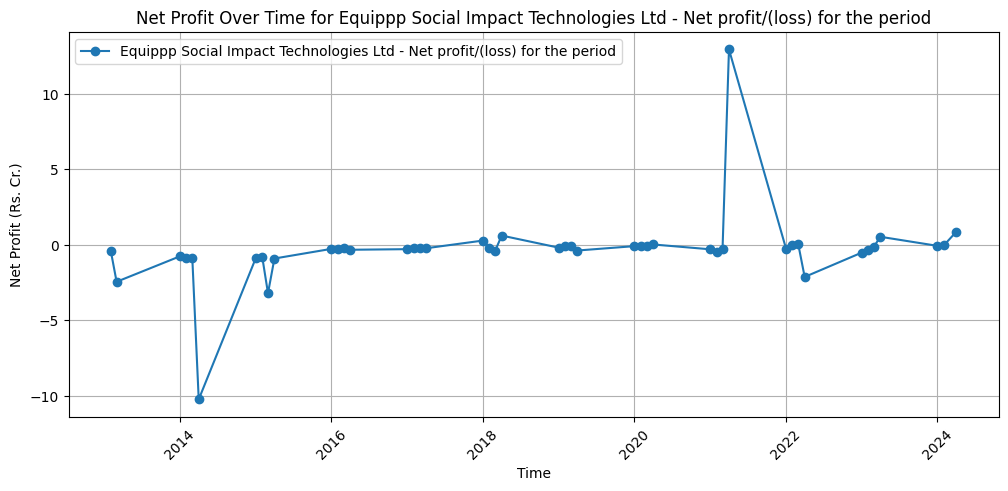 Net Profit Over Time for Equippp Social Impact Technologies Ltd - Net profit/(loss) for the period
Equippp Social Impact Technologies Ltd - Net profit/(loss) for the period
Net Profit (Rs. Cr.)
10
5
0
−5
−10
2014
2016
2018
2020
2022
2024
Time